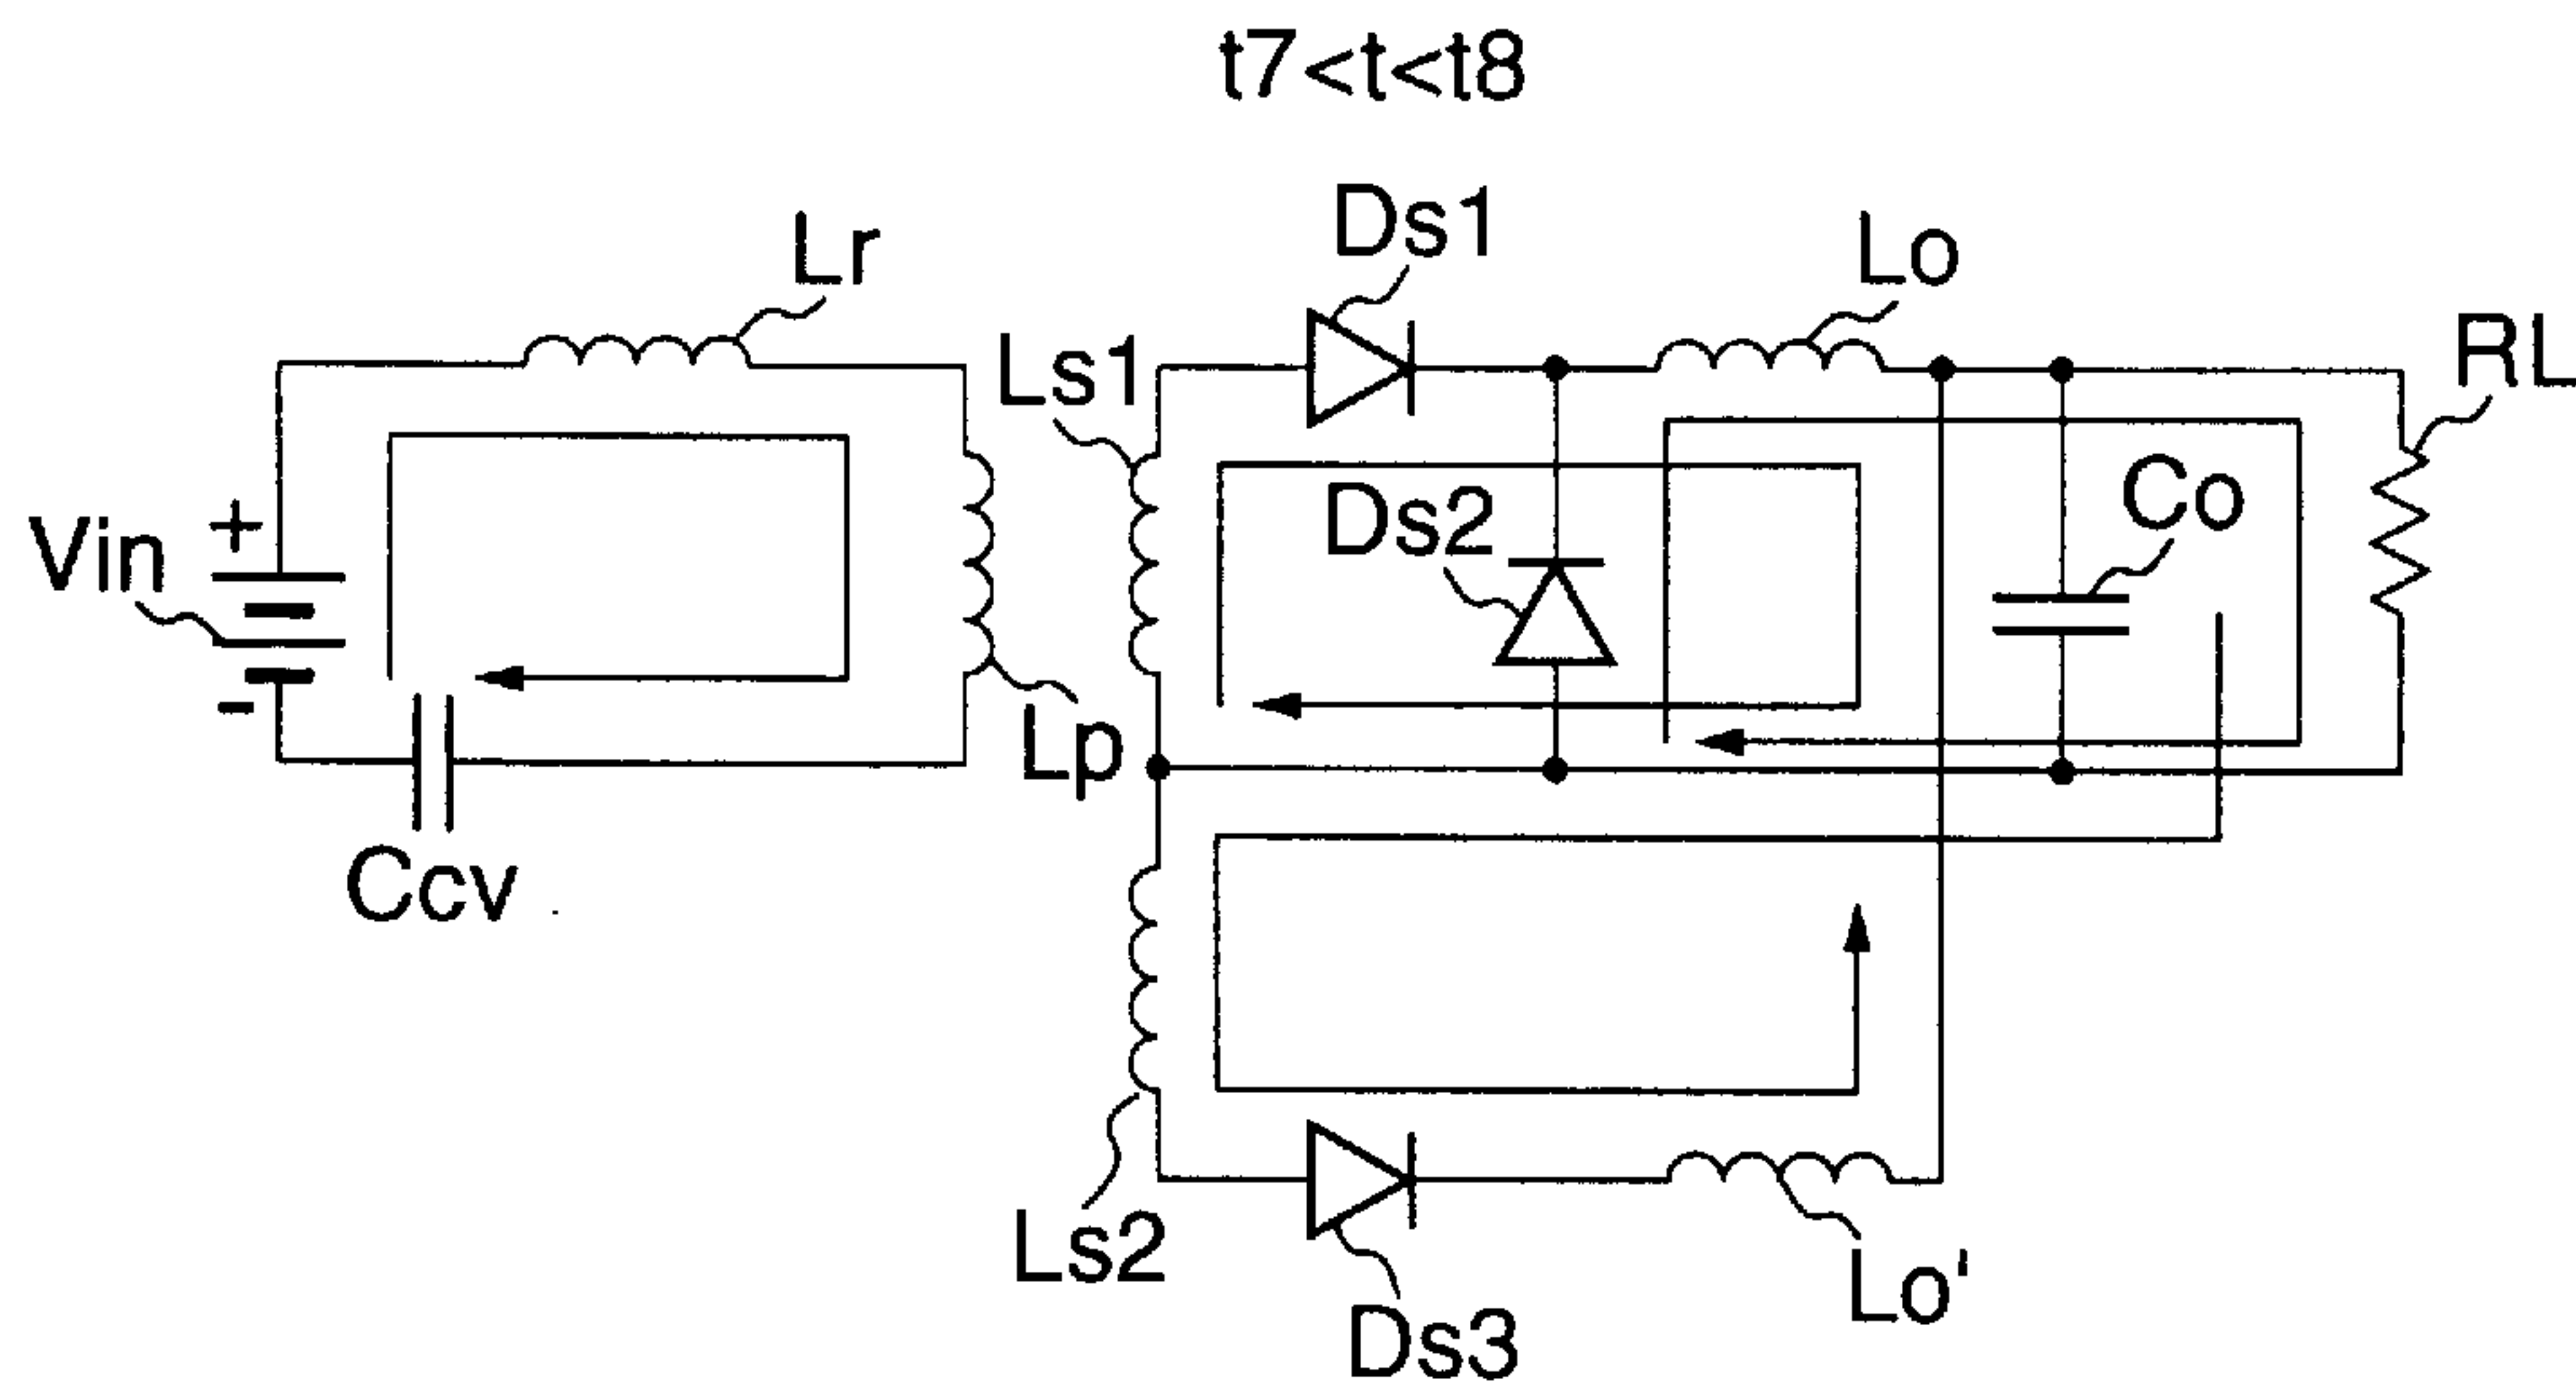 t7<t<t8
Ds1
Lr
Lo
Ls1
RL
Ds2
Co
+
Vin
-
Lp
Ccv
Ls2
Lo'
Ds3